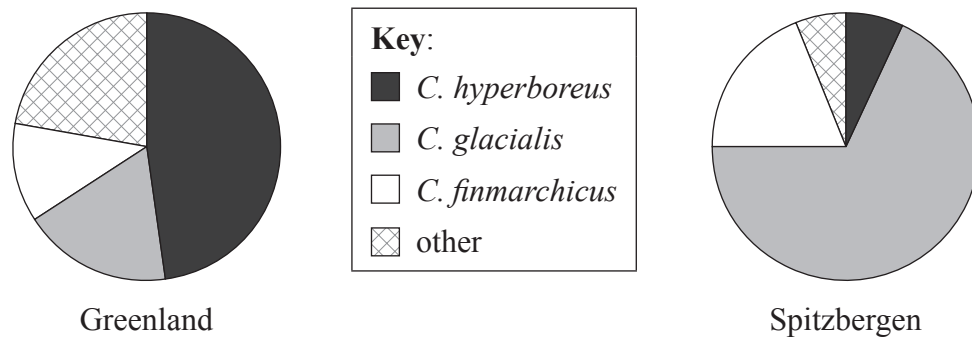 Key:
C. hyperboreus
C. glacialis
C. finmarchicus
other
Greenland
Spitzbergen